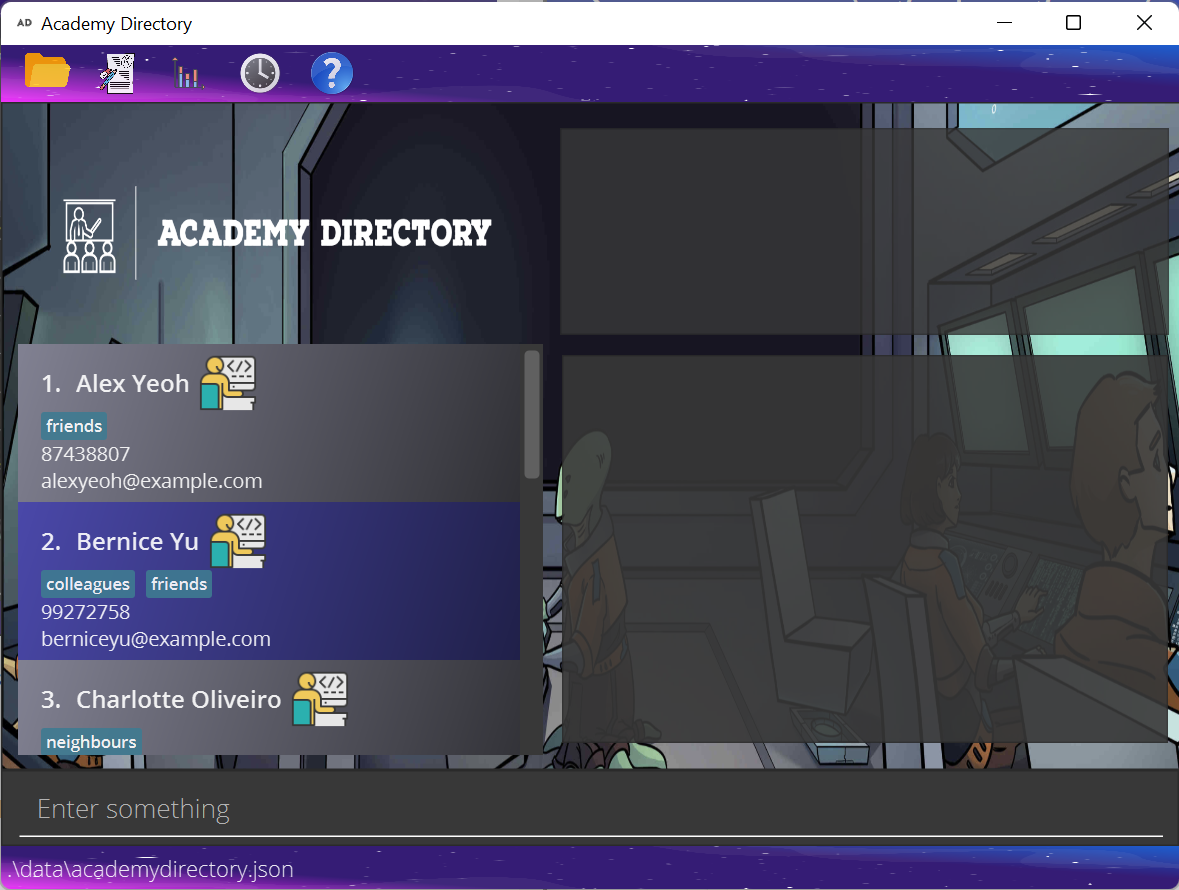 AD Academy Directory
ACADEMY DIRECTORY
1. Alex Yeoh
friends
87438807
alexyeoh@example.com
2. Bernice Yu
colleagues friends
99272758
berniceyu@example.com
3. Charlotte Oliveiro
neighbours
Enter something
.\data\academydirectory.json